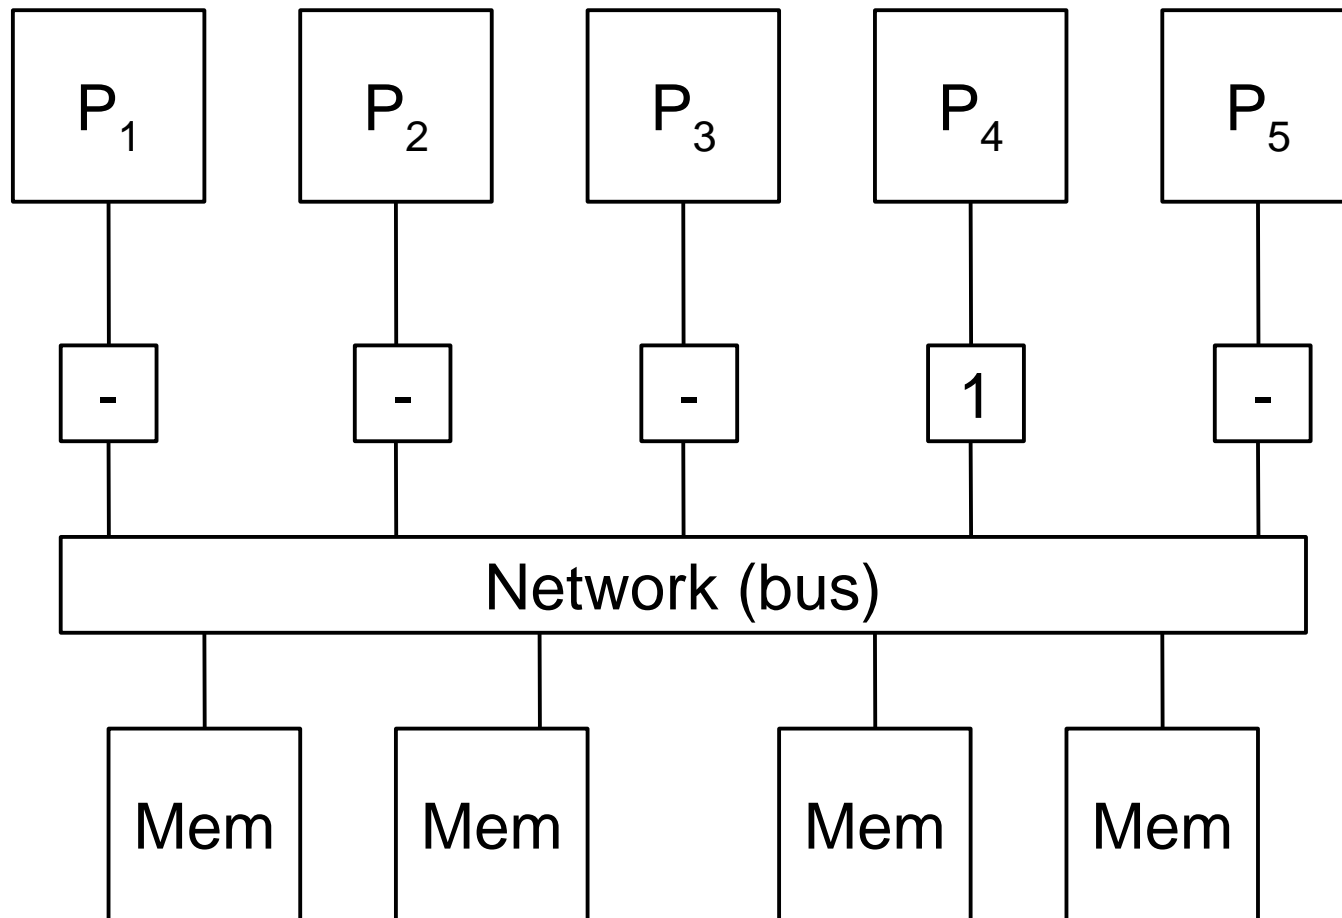 P₁ P₂ P₃ P₄ P₅
- - - 1 -
Network (bus)
Mem Mem Mem Mem